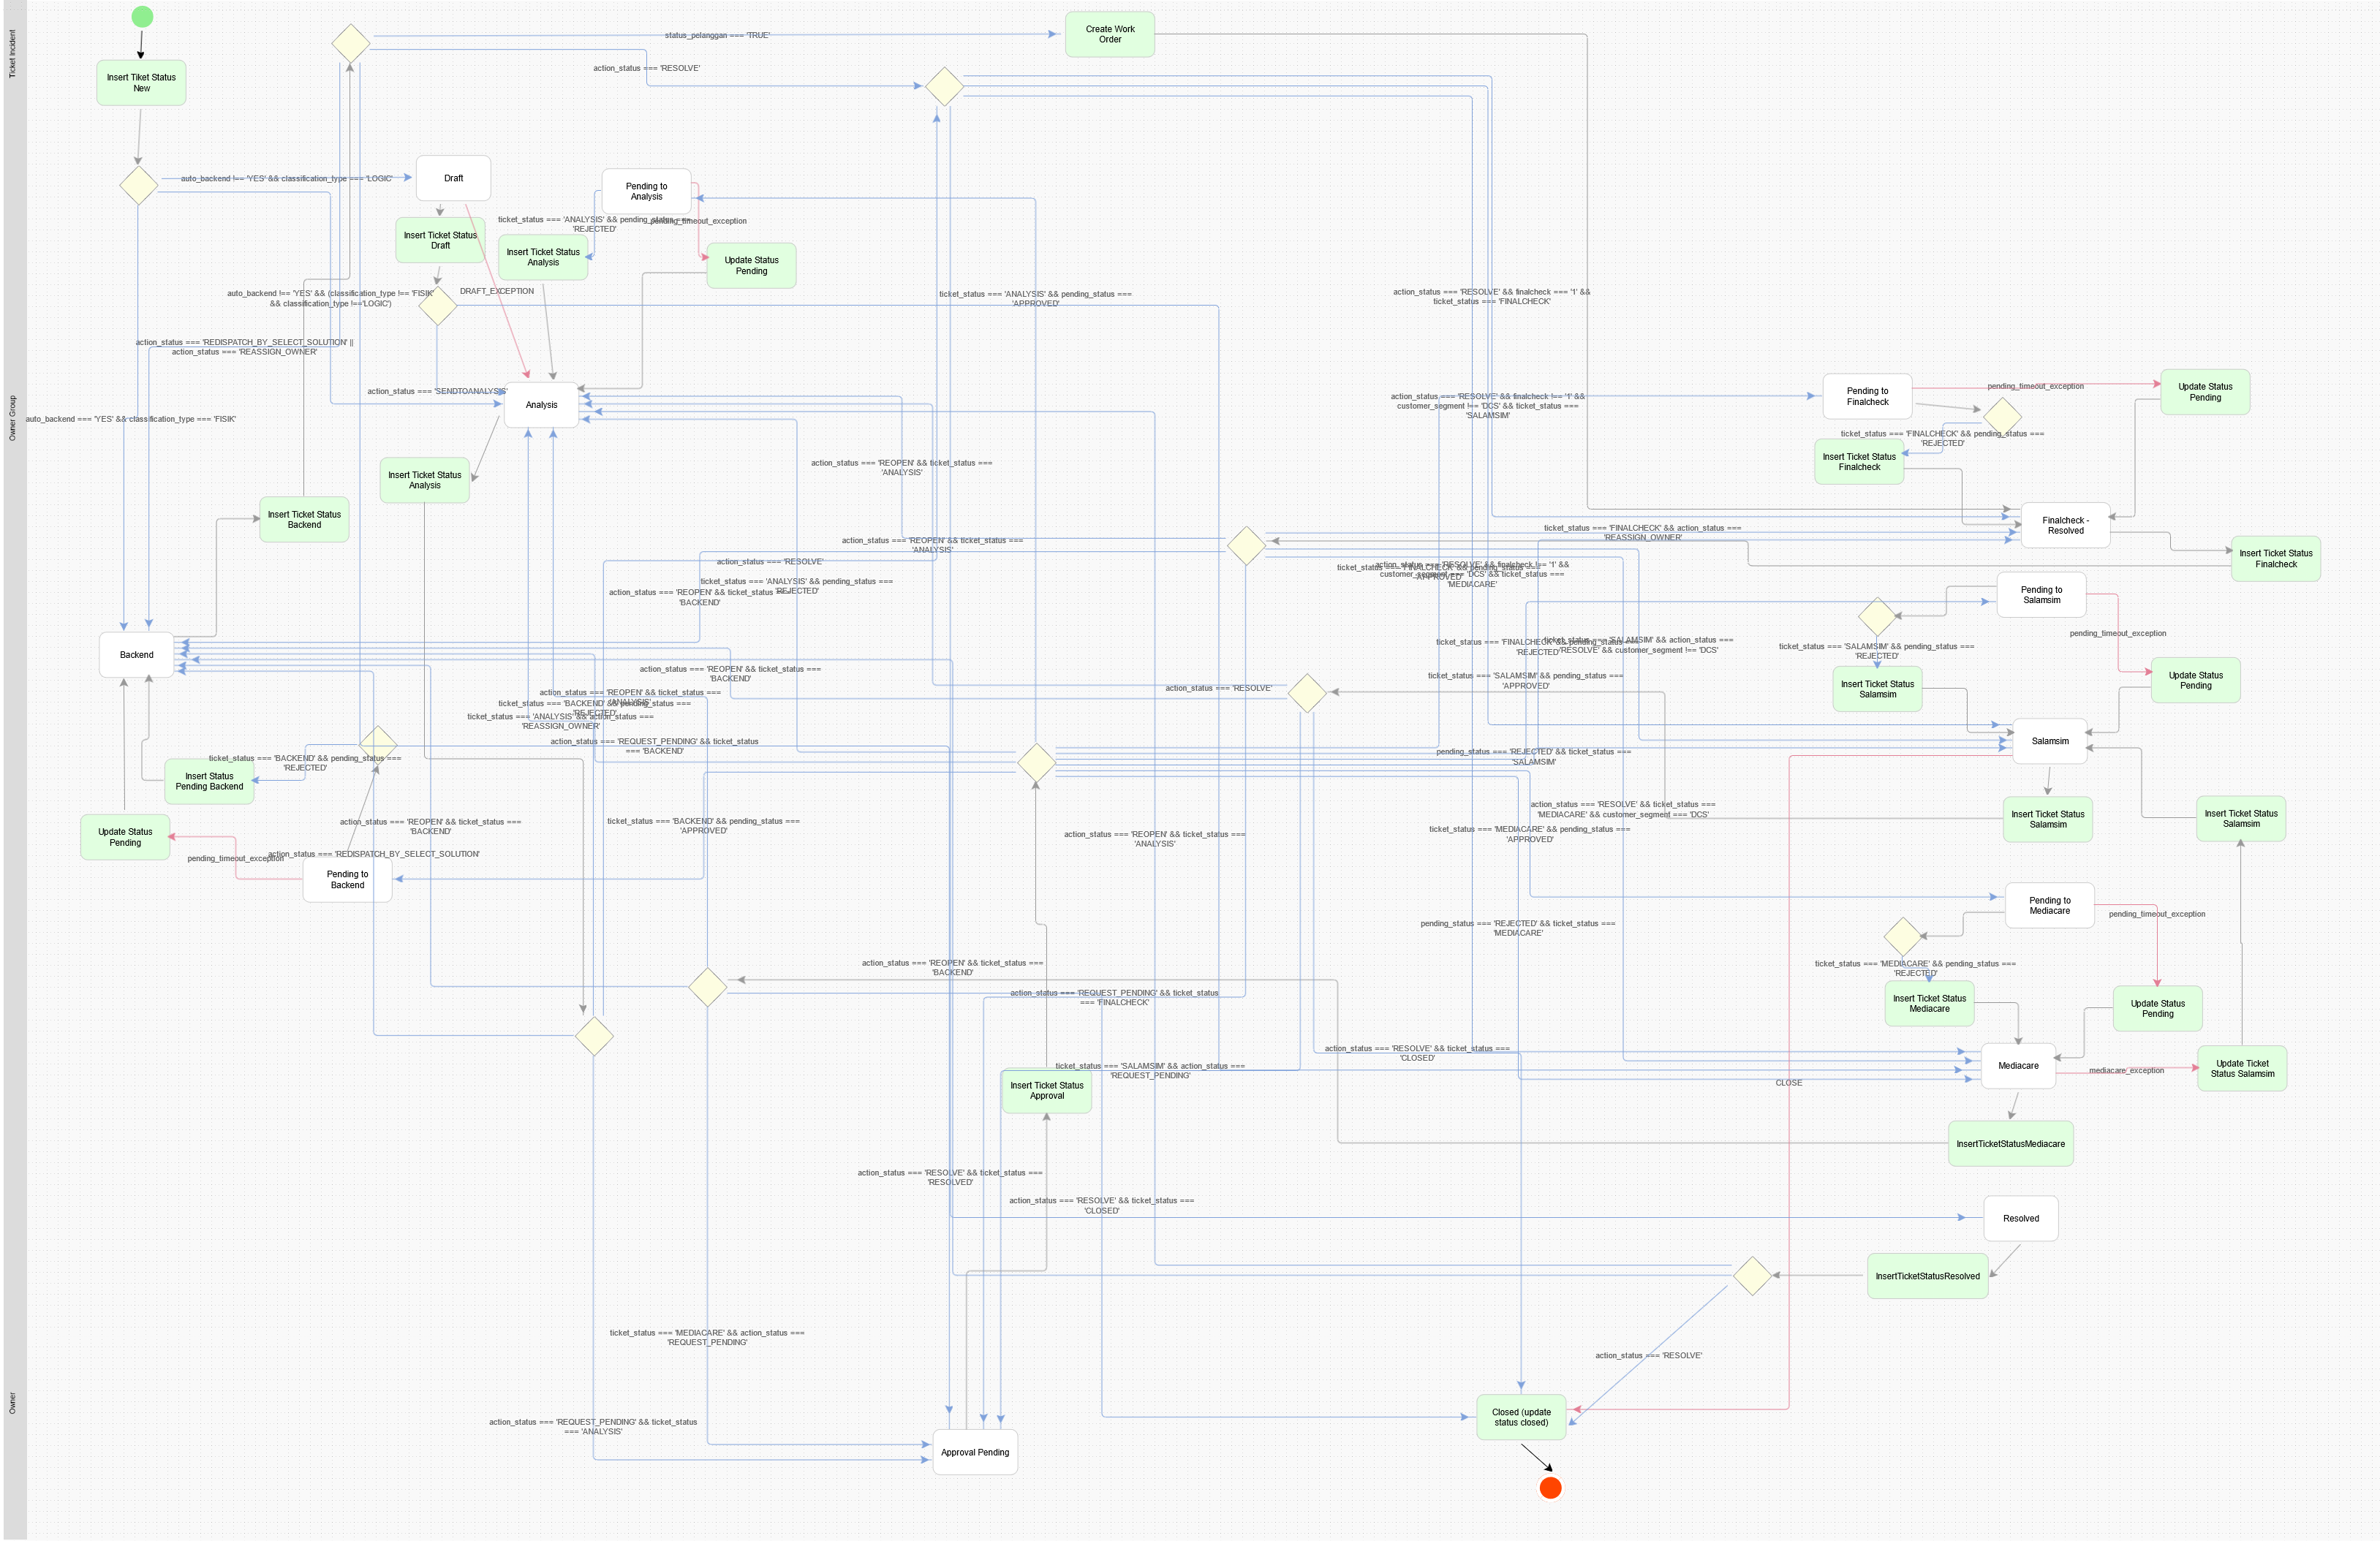 Ticket Incident
Owner Group
Owner
Insert Tiket Status
New
status_pelanggan === 'TRUE'
Create Work
Order
action_status === 'RESOLVE'
auto_backend !== 'YES' && classification_type === 'LOGIC'
Draft
Pending to
Analysis
ticket_status === 'ANALYSIS' && pending_status ===
'REJECTED'
pending_timeout_exception
Insert Ticket Status
Draft
Insert Ticket Status
Analysis
Update Status
Pending
auto_backend !== 'YES' && (classification_type !== 'FISIK'
&& classification_type !=='LOGIC')
DRAFT_EXCEPTION
ticket_status === 'ANALYSIS' && pending_status ===
'APPROVED'
action_status === 'RESOLVE' && finalcheck === '1' &&
ticket_status === 'FINALCHECK'
action_status === 'REDISPATCH_BY_SELECT_SOLUTION' ||
action_status === 'REASSIGN_OWNER'
action_status === 'SENDTOANALYSIS'
Analysis
action_status === 'RESOLVE' && finalcheck !== '1' &&
customer_segment !== 'DCS' && ticket_status ===
'SALAMSIM'
Pending to
Finalcheck
pending_timeout_exception
Update Status
Pending
auto_backend === 'YES' && classification_type === 'FISIK'
ticket_status === 'FINALCHECK' && pending_status ===
'REJECTED'
Insert Ticket Status
Finalcheck
action_status === 'REOPEN' && ticket_status ===
'ANALYSIS'
Insert Ticket Status
Analysis
Insert Ticket Status
Backend
Finalcheck -
Resolved
ticket_status === 'FINALCHECK' && action_status ===
'REASSIGN_OWNER'
Insert Ticket Status
Finalcheck
action_status === 'REOPEN' && ticket_status ===
'ANALYSIS'
action_status === 'RESOLVE'
action_status === 'RESOLVE' && finalcheck !== '1' &&
customer_segment === 'DCS' && ticket_status ===
'MEDIACARE'
ticket_status === 'FINALCHECK' && pending_status ===
'APPROVED'
ticket_status === 'ANALYSIS' && pending_status ===
'REJECTED'
action_status === 'REOPEN' && ticket_status ===
'BACKEND'
Pending to
Salamsim
Backend
ticket_status === 'FINALCHECK' && pending_status ===
'REJECTED'
ticket_status === 'SALAMSIM' && action_status ===
'RESOLVE' && customer_segment !== 'DCS'
ticket_status === 'SALAMSIM' && pending_status ===
'REJECTED'
pending_timeout_exception
Insert Ticket Status
Salamsim
Update Status
Pending
action_status === 'REOPEN' && ticket_status ===
'BACKEND'
ticket_status === 'SALAMSIM' && pending_status ===
'APPROVED'
action_status === 'RESOLVE'
action_status === 'REOPEN' && ticket_status ===
'ANALYSIS'
ticket_status === 'BACKEND' && pending_status ===
'REJECTED'
ticket_status === 'ANALYSIS' && action_status ===
'REASSIGN_OWNER'
Salamsim
action_status === 'REQUEST_PENDING' && ticket_status
=== 'BACKEND'
pending_status === 'REJECTED' && ticket_status ===
'SALAMSIM'
ticket_status === 'BACKEND' && pending_status ===
'REJECTED'
Insert Status
Pending Backend
Update Status
Pending
action_status === 'REOPEN' && ticket_status ===
'BACKEND'
ticket_status === 'BACKEND' && pending_status ===
'APPROVED'
action_status === 'REOPEN' && ticket_status ===
'ANALYSIS'
action_status === 'RESOLVE' && ticket_status ===
'MEDIACARE' && customer_segment === 'DCS'
ticket_status === 'MEDIACARE' && pending_status ===
'APPROVED'
Insert Ticket Status
Salamsim
Insert Ticket Status
Salamsim
action_status === 'REDISPATCH_BY_SELECT_SOLUTION'
pending_timeout_exception
Pending to
Backend
Pending to
Mediacare
pending_timeout_exception
pending_status === 'REJECTED' && ticket_status ===
'MEDIACARE'
action_status === 'REOPEN' && ticket_status ===
'BACKEND'
ticket_status === 'MEDIACARE' && pending_status ===
'REJECTED'
Insert Ticket Status
Mediacare
Update Status
Pending
action_status === 'REQUEST_PENDING' && ticket_status
=== 'FINALCHECK'
action_status === 'RESOLVE' && ticket_status ===
'CLOSED'
Mediacare
mediacare_exception
Update Ticket
Status Salamsim
ticket_status === 'SALAMSIM' && action_status ===
'REQUEST_PENDING'
CLOSE
Insert Ticket Status
Approval
InsertTicketStatusMediacare
action_status === 'RESOLVE' && ticket_status ===
'RESOLVED'
action_status === 'RESOLVE' && ticket_status ===
'CLOSED'
Resolved
InsertTicketStatusResolved
ticket_status === 'MEDIACARE' && action_status ===
'REQUEST_PENDING'
action_status === 'RESOLVE'
action_status === 'REQUEST_PENDING' && ticket_status
=== 'ANALYSIS'
Closed (update
status closed)
Approval Pending